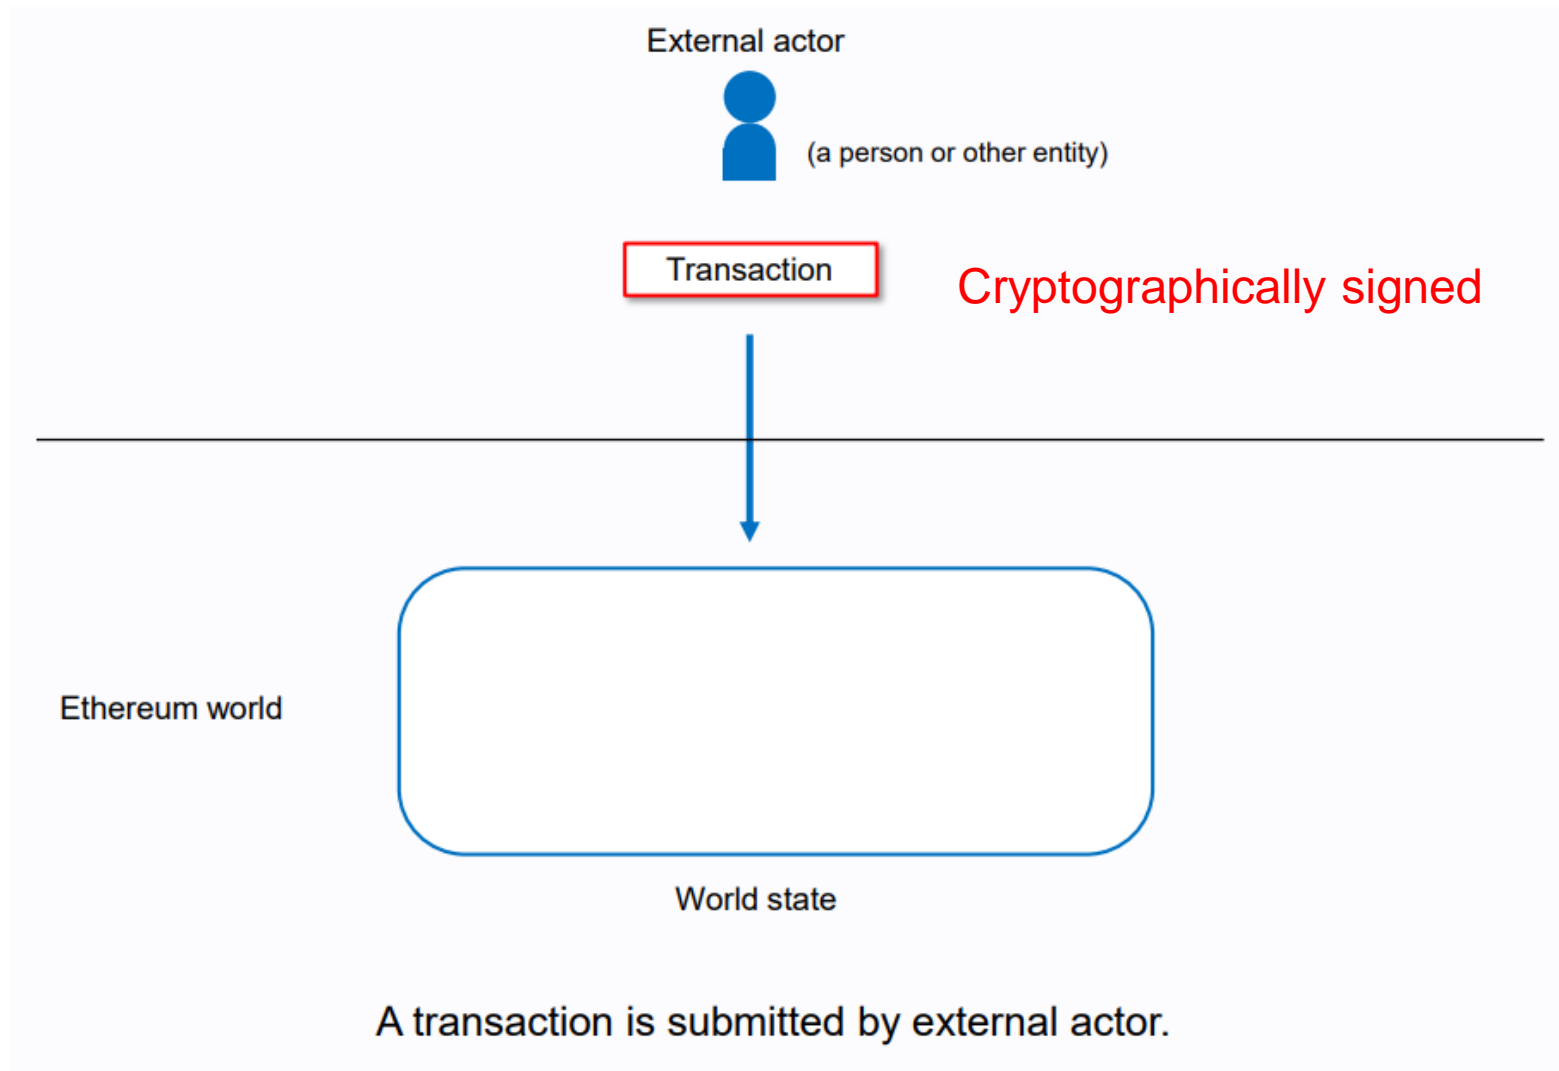 External actor
(a person or other entity)
Transaction
Cryptographically signed
Ethereum world
World state
A transaction is submitted by external actor.